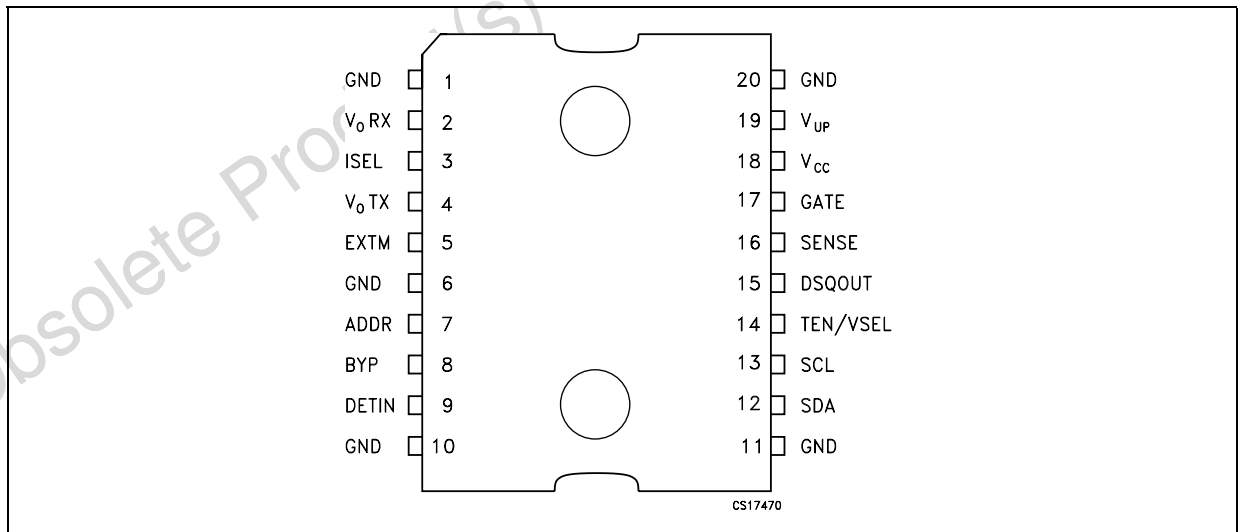 GND 1 20 GND
V₀ RX 2 19 V_UP
ISEL 3 18 V_CC
V₀ TX 4 17 GATE
EXTM 5 16 SENSE
GND 6 15 DSQOUT
ADDR 7 14 TEN/VSEL
BYP 8 13 SCL
DETIN 9 12 SDA
GND 10 11 GND
CS17470